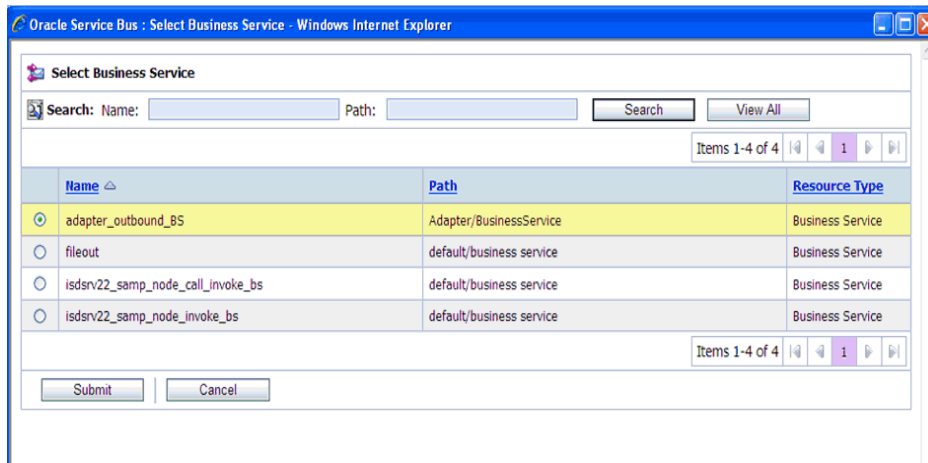 Oracle Service Bus : Select Business Service - Windows Internet Explorer
Select Business Service
Search: Name: Path: Search View All
Items 1-4 of 4 1
Name Path Resource Type
adapter_outbound_BS Adapter/BusinessService Business Service
fileout default/business service Business Service
isdsrv22_samp_node_call_invoke_bs default/business service Business Service
isdsrv22_samp_node_invoke_bs default/business service Business Service
Items 1-4 of 4 1
Submit Cancel